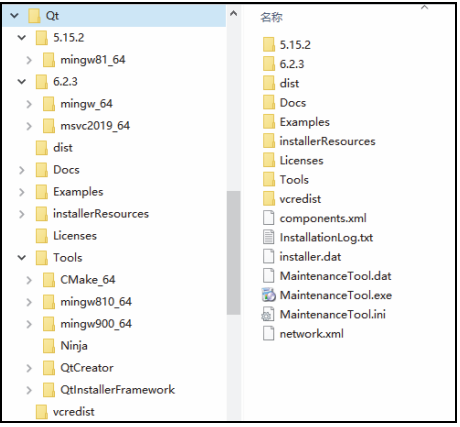 Qt
5.15.2
mingw81_64
6.2.3
mingw_64
msvc2019_64
dist
Docs
Examples
installerResources
Licenses
Tools
CMake_64
mingw810_64
mingw900_64
Ninja
QtCreator
QtInstallerFramework
vcredist
名称
5.15.2
6.2.3
dist
Docs
Examples
installerResources
Licenses
Tools
vcredist
components.xml
InstallationLog.txt
installer.dat
MaintenanceTool.dat
MaintenanceTool.exe
MaintenanceTool.ini
network.xml